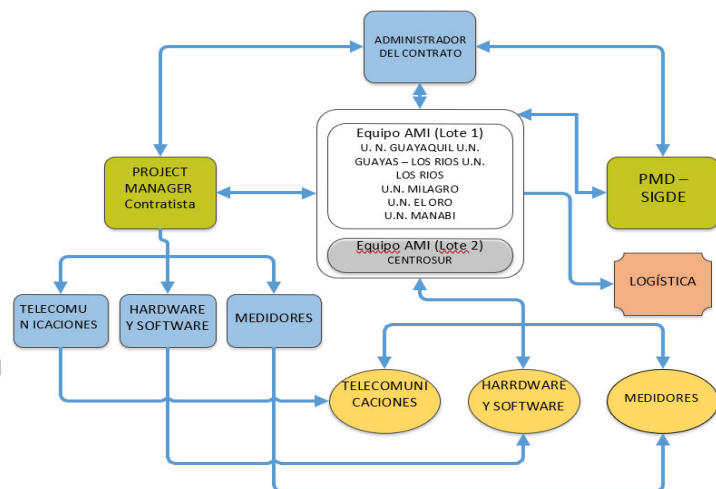 ADMINISTRADOR
DEL CONTRATO
Equipo AMI (Lote 1)
U. N. GUAYAQUIL U.N.
GUAYAS – LOS RIOS U.N.
LOS RIOS
U.N. MILAGRO
U.N. EL ORO
U.N. MANABI
Equipo AMI (Lote 2)
CENTROSUR
PROJECT
MANAGER
Contratista
PMD –
SIGDE
LOGÍSTICA
TELECOMU
N ICACIONES
HARDWARE
Y SOFTWARE
MEDIDORES
TELECOMUNI
CACIONES
HARRDWARE
Y SOFTWARE
MEDIDORES